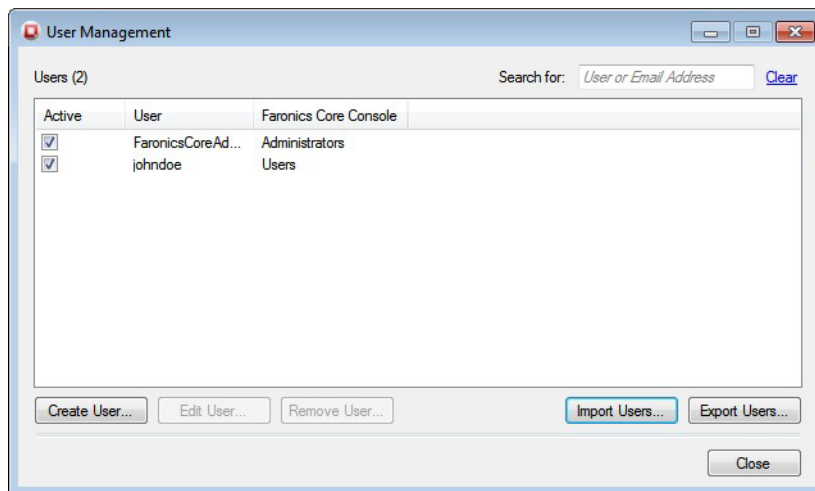 User Management
Users (2) Search for: User or Email Address Clear
Active User Faronics Core Console
FaronicsCoreAd... Administrators
johndoe Users
Create User... Edit User... Remove User... Import Users... Export Users...
Close